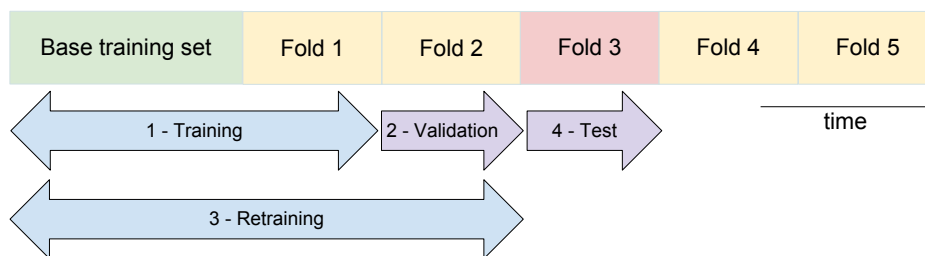 Base training set Fold 1 Fold 2 Fold 3 Fold 4 Fold 5
1 - Training 2 - Validation 4 - Test
time
3 - Retraining